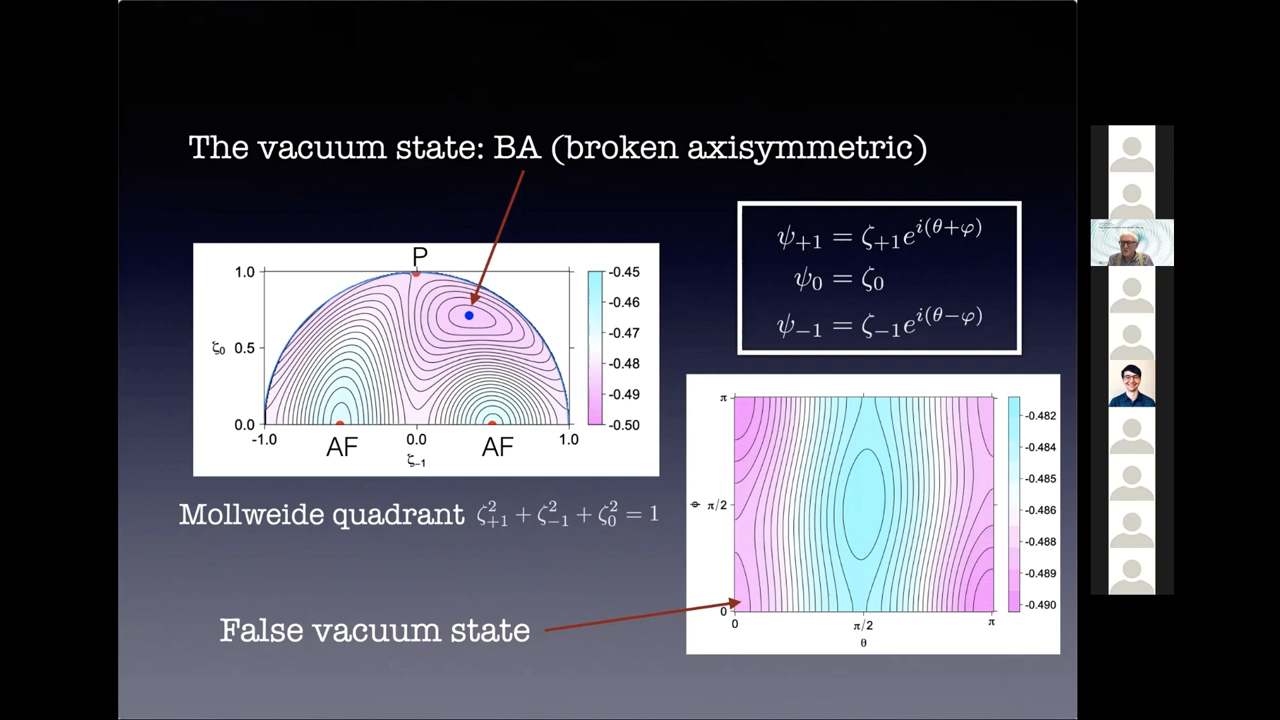 The vacuum state: BA (broken axisymmetric)
P
1.0
0.5
0.0
ζ₀
-1.0 0.0 1.0
AF AF
ζ₋₁
-0.45
-0.46
-0.47
-0.48
-0.49
-0.50
ψ₊₁ = ζ₊₁e^{i(θ+φ)}
ψ₀ = ζ₀
ψ₋₁ = ζ₋₁e^{i(θ−φ)}
Mollweide quadrant ζ²₊₁ + ζ²₋₁ + ζ²₀ = 1
π
π/2
0
φ
0 π/2 π
θ
-0.482
-0.484
-0.485
-0.486
-0.488
-0.489
-0.490
False vacuum state